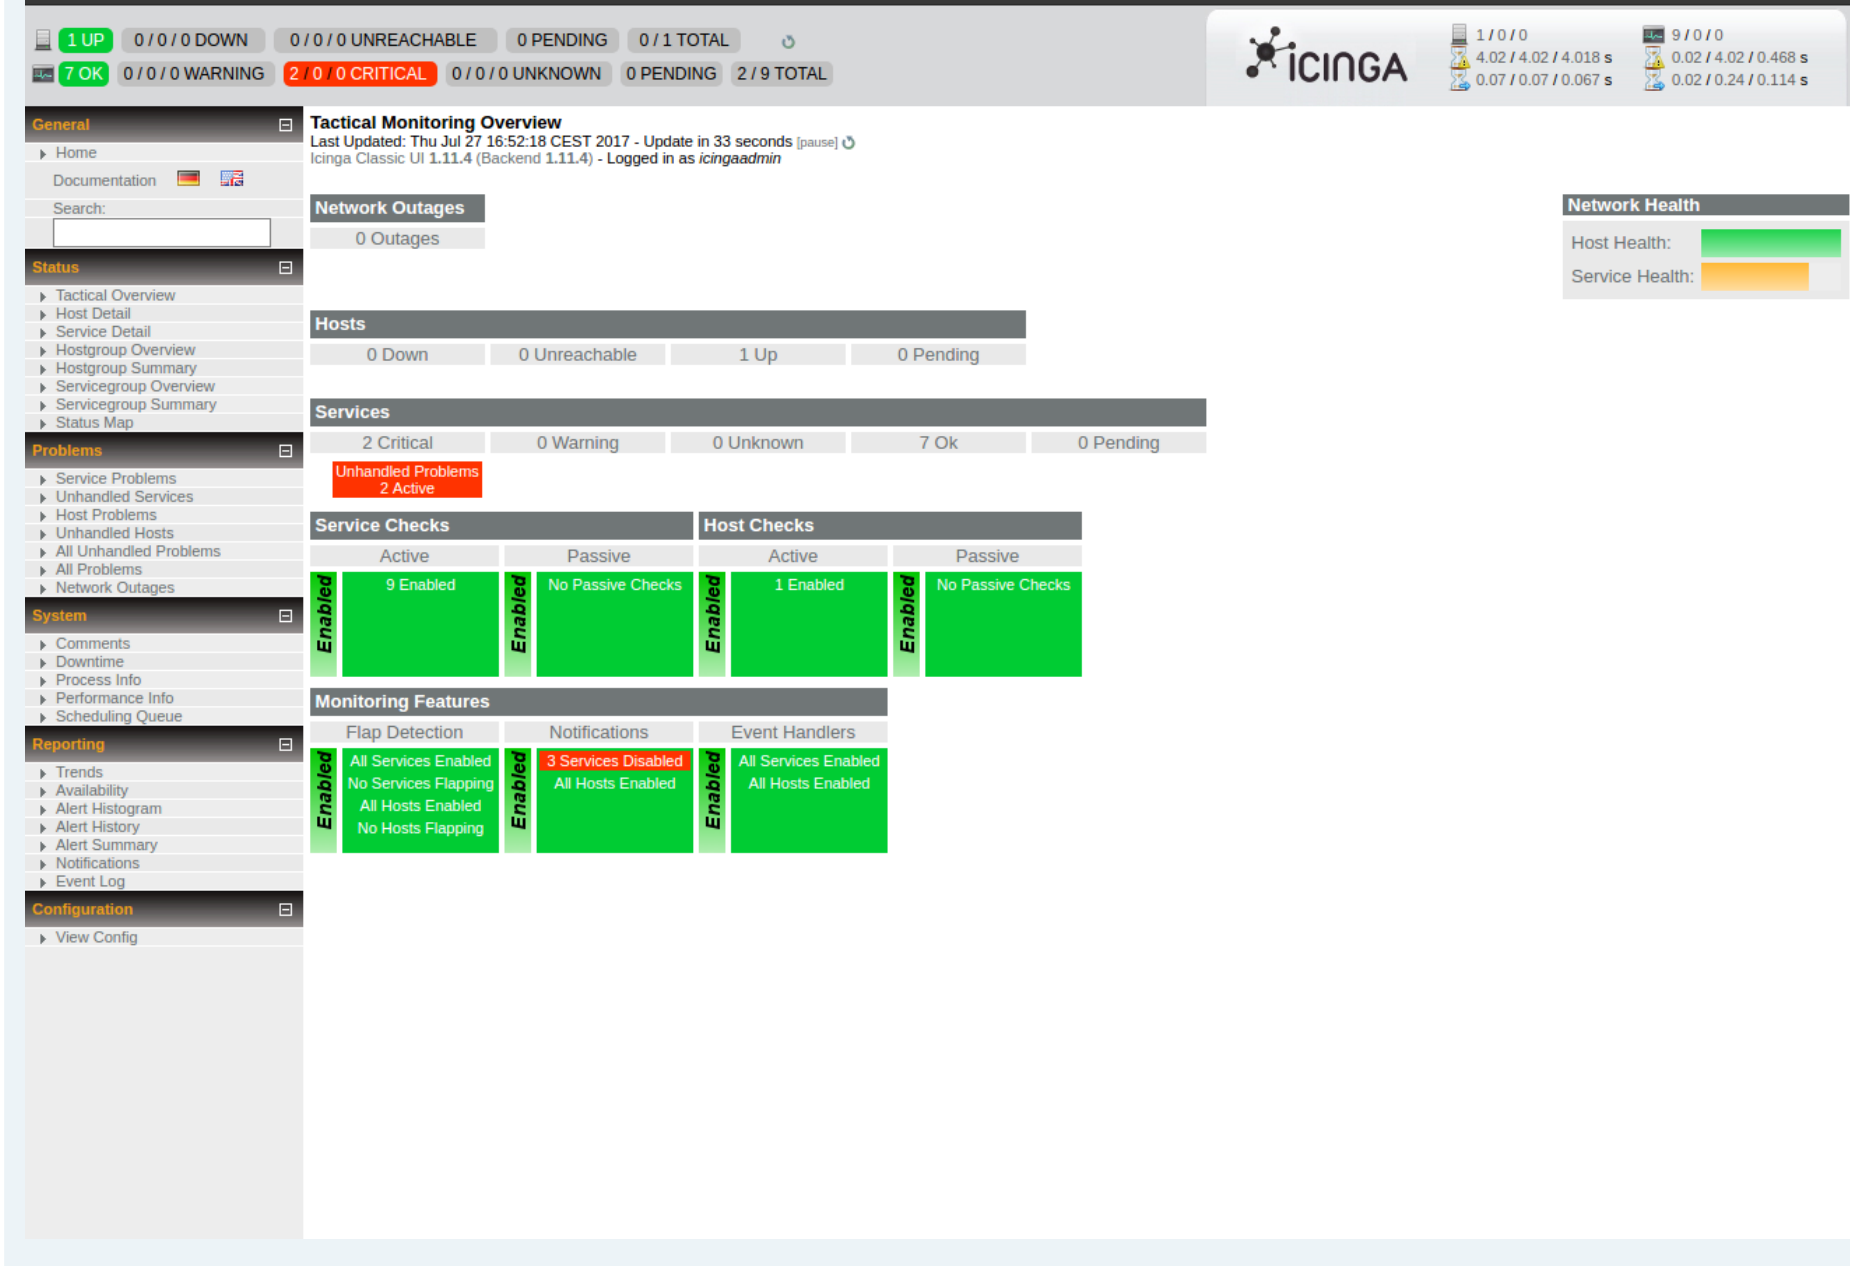 1 UP 0 / 0 / 0 DOWN 0 / 0 / 0 UNREACHABLE 0 PENDING 0 / 1 TOTAL
7 OK 0 / 0 / 0 WARNING 2 / 0 / 0 CRITICAL 0 / 0 / 0 UNKNOWN 0 PENDING 2 / 9 TOTAL
ICINGA
1 / 0 / 0
4.02 / 4.02 / 4.018 s
0.07 / 0.07 / 0.067 s
9 / 0 / 0
0.02 / 4.02 / 0.468 s
0.02 / 0.24 / 0.114 s
General
Home
Documentation
Search:
Status
Tactical Overview
Host Detail
Service Detail
Hostgroup Overview
Hostgroup Summary
Servicegroup Overview
Servicegroup Summary
Status Map
Problems
Service Problems
Unhandled Services
Host Problems
Unhandled Hosts
All Unhandled Problems
All Problems
Network Outages
System
Comments
Downtime
Process Info
Performance Info
Scheduling Queue
Reporting
Trends
Availability
Alert Histogram
Alert History
Alert Summary
Notifications
Event Log
Configuration
View Config
Tactical Monitoring Overview
Last Updated: Thu Jul 27 16:52:18 CEST 2017 - Update in 33 seconds [pause]
Icinga Classic UI 1.11.4 (Backend 1.11.4) - Logged in as icingaadmin
Network Outages
0 Outages
Network Health
Host Health:
Service Health:
Hosts
0 Down 0 Unreachable 1 Up 0 Pending
Services
2 Critical 0 Warning 0 Unknown 7 Ok 0 Pending
Unhandled Problems
2 Active
Service Checks Host Checks
Active Passive Active Passive
Enabled 9 Enabled Enabled No Passive Checks Enabled 1 Enabled Enabled No Passive Checks
Monitoring Features
Flap Detection Notifications Event Handlers
Enabled All Services Enabled Enabled 3 Services Disabled Enabled All Services Enabled
No Services Flapping All Hosts Enabled All Hosts Enabled
All Hosts Enabled
No Hosts Flapping